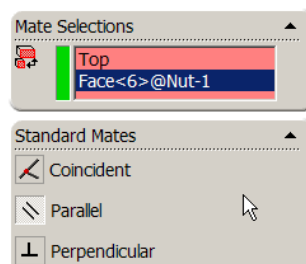 Mate Selections
Top
Face<6>@Nut-1
Standard Mates
Coincident
Parallel
Perpendicular